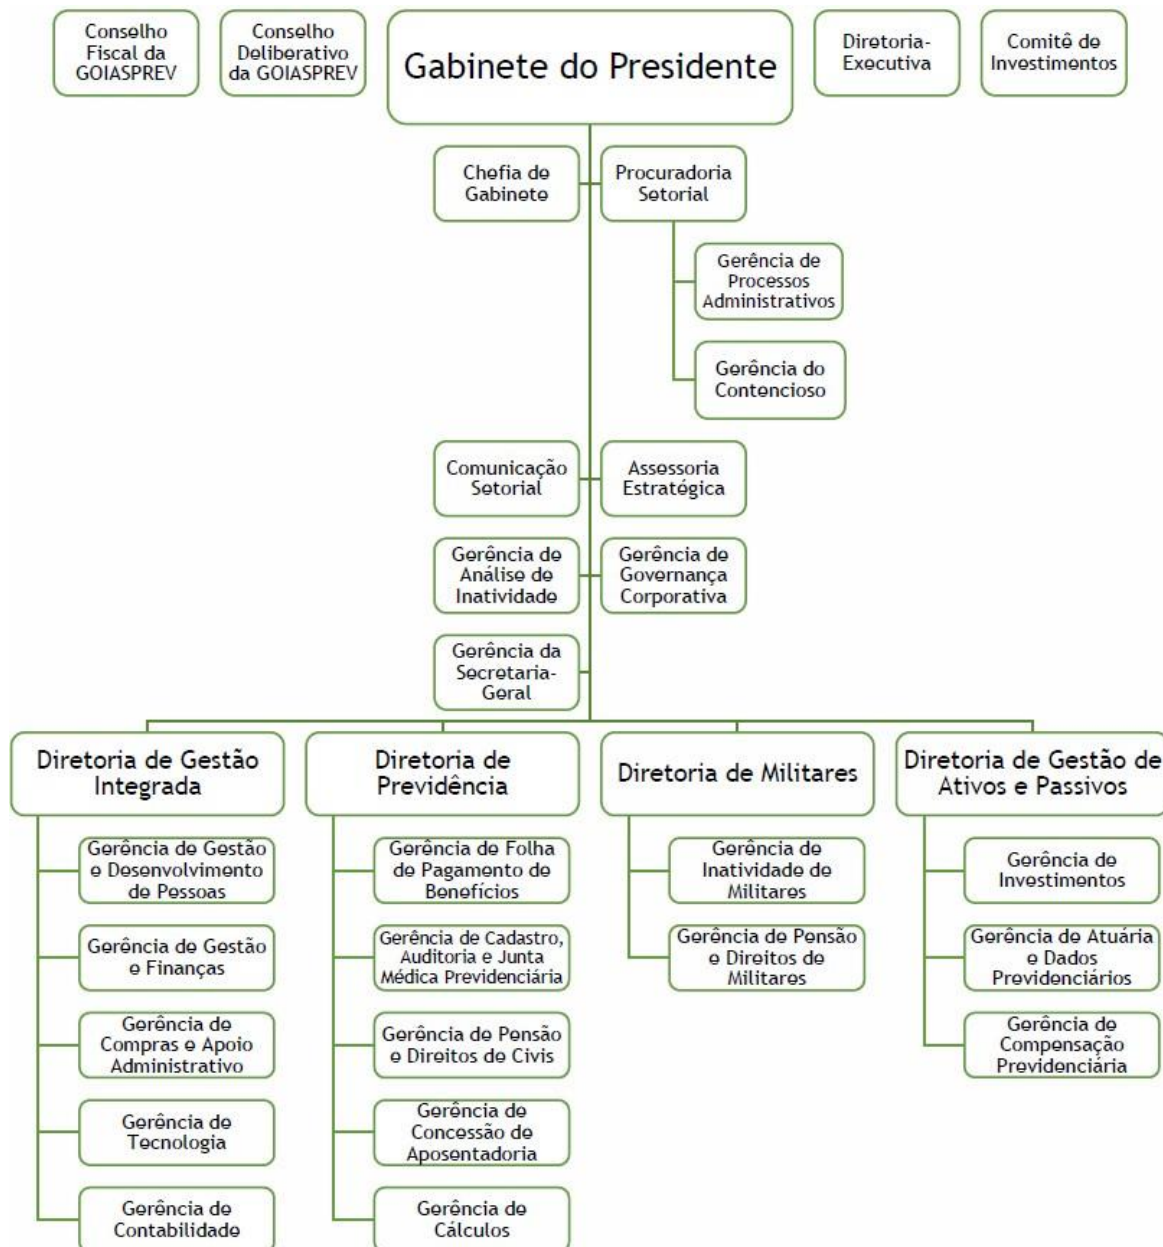 Conselho
Fiscal da
GOIASPREV
Conselho
Deliberativo
da GOIASPREV
Gabinete do Presidente
Diretoria-
Executiva
Comitê de
Investimentos
Chefia de
Gabinete
Procuradoria
Setorial
Gerência de
Processos
Administrativos
Gerência do
Contencioso
Comunicação
Setorial
Assessoria
Estratégica
Gerência de
Análise de
Inatividade
Gerência de
Governança
Corporativa
Gerência da
Secretaria-
Geral
Diretoria de Gestão
Integrada
Gerência de Gestão
e Desenvolvimento
de Pessoas
Gerência de Gestão
e Finanças
Gerência de
Compras e Apoio
Administrativo
Gerência de
Tecnologia
Gerência de
Contabilidade
Diretoria de
Previdência
Gerência de Folha
de Pagamento de
Benefícios
Gerência de Cadastro,
Auditoria e Junta
Médica Previdenciária
Gerência de Pensão
e Direitos de Civis
Gerência de
Concessão de
Aposentadoria
Gerência de
Cálculos
Diretoria de Militares
Gerência de
Inatividade de
Militares
Gerência de Pensão
e Direitos de
Militares
Diretoria de Gestão de
Ativos e Passivos
Gerência de
Investimentos
Gerência de Atuária
e Dados
Previdenciários
Gerência de
Compensação
Previdenciária